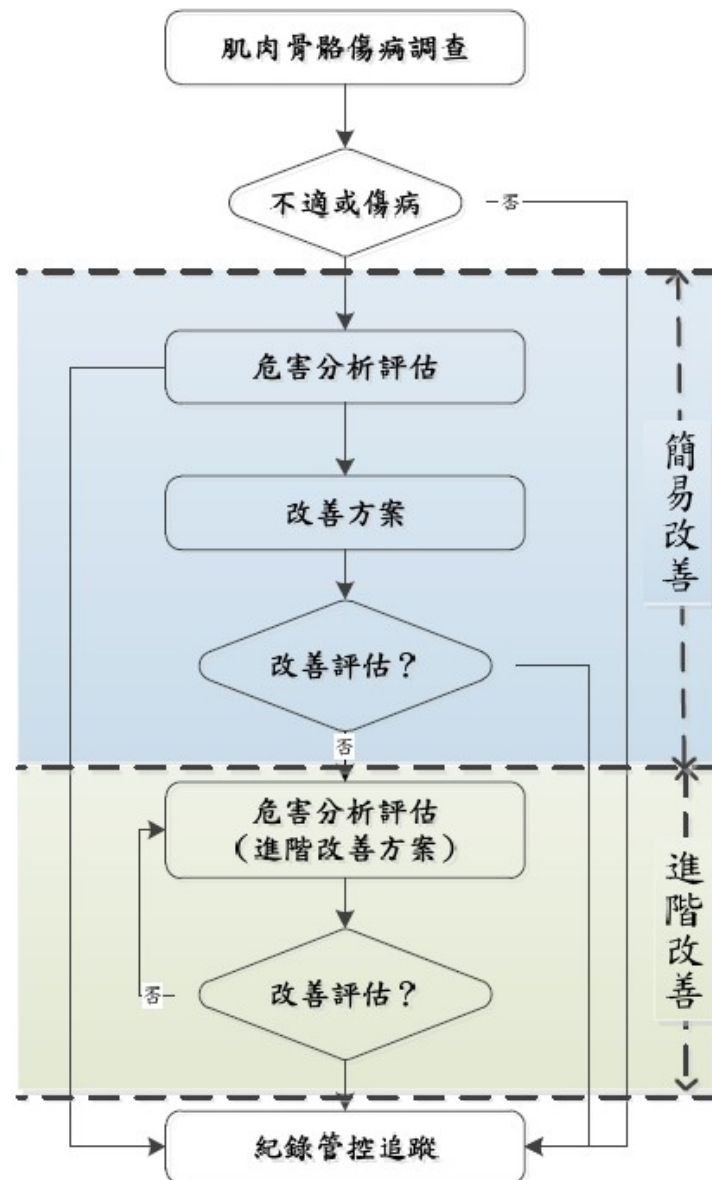 肌肉骨骼傷病調查
不適或傷病
否
危害分析評估
改善方案
簡易改善
改善評估？
否
危害分析評估
（進階改善方案）
進階改善
否
改善評估？
紀錄管控追蹤